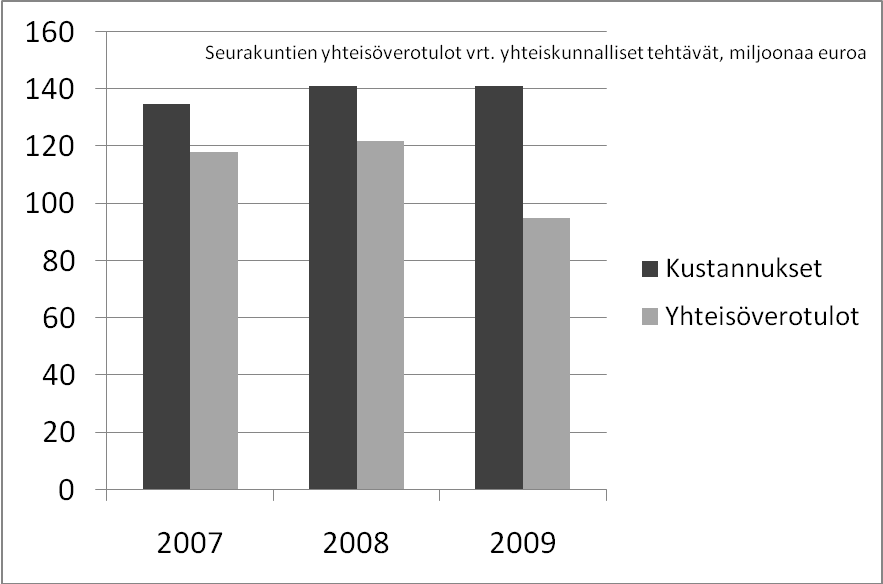 Seurakuntien yhteisöverotulot vrt. yhteiskunnalliset tehtävät, miljoonaa euroa
160
140
120
100
80
60
40
20
0
2007 2008 2009
Kustannukset
Yhteisöverotulot